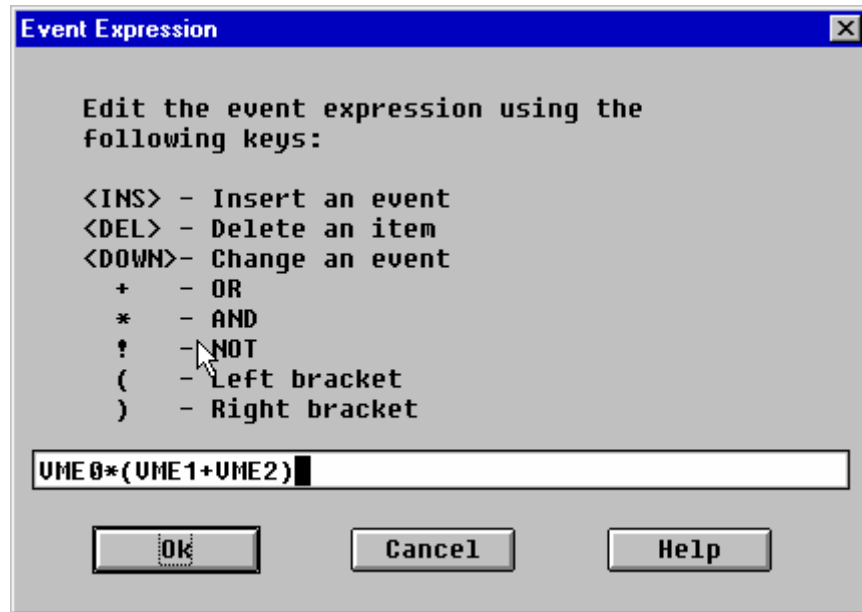 Event Expression
Edit the event expression using the
following keys:
<INS> - Insert an event
<DEL> - Delete an item
<DOWN>- Change an event
+ - OR
* - AND
! - NOT
( - Left bracket
) - Right bracket
VME0*(VME1+VME2)
Ok Cancel Help